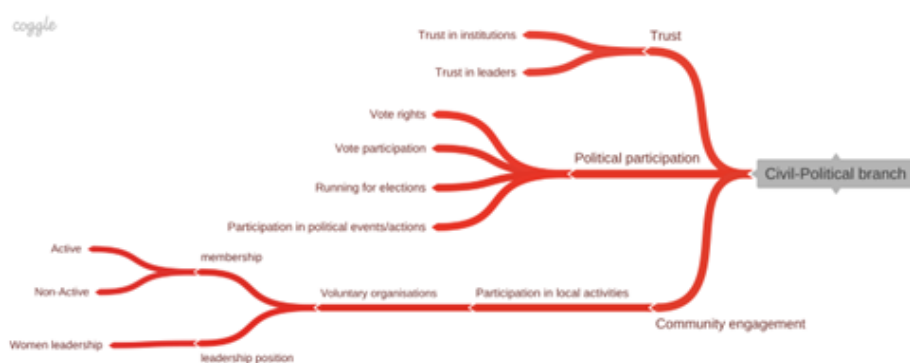 coggle
Trust in institutions
Trust
Trust in leaders
Vote rights
Vote participation
Political participation
Civil-Political branch
Running for elections
Participation in political events/actions
Active
membership
Non-Active
Voluntary organisations
Participation in local activities
Community engagement
Women leadership
leadership position